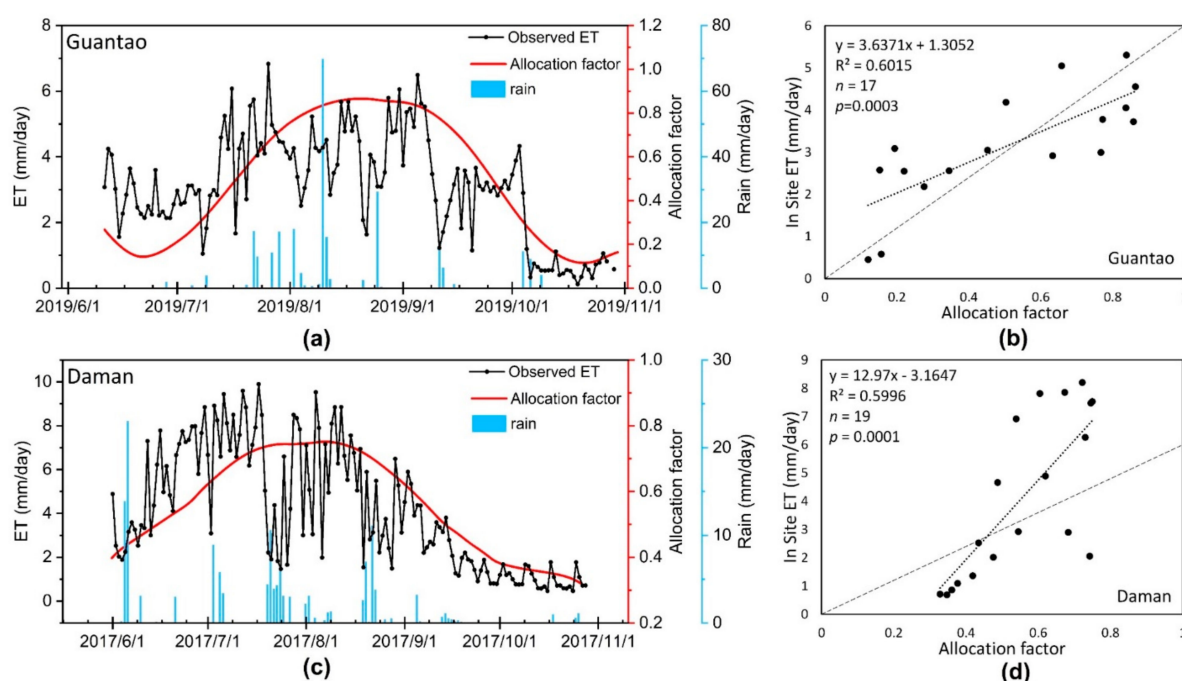 Guantao
Observed ET
Allocation factor
rain
ET (mm/day)
8
6
4
2
0
1.2
1.0
0.8
0.6
0.4
0.2
0.0
Allocation factor
80
60
40
20
0
Rain (mm/day)
2019/6/1 2019/7/1 2019/8/1 2019/9/1 2019/10/1 2019/11/1
(a)
y = 3.6371x + 1.3052
R² = 0.6015
n = 17
p=0.0003
In Site ET (mm/day)
6
5
4
3
2
1
0
Guantao
0 0.2 0.4 0.6 0.8 1
Allocation factor
(b)
Daman
Observed ET
Allocation factor
rain
ET (mm/day)
10
8
6
4
2
0
1.0
0.8
0.6
0.4
0.2
Allocation factor
30
20
10
0
Rain (mm/day)
2017/6/1 2017/7/1 2017/8/1 2017/9/1 2017/10/1 2017/11/1
(c)
y = 12.97x - 3.1647
R² = 0.5996
n = 19
p = 0.0001
In Site ET (mm/day)
9
8
7
6
5
4
3
2
1
0
Daman
0 0.2 0.4 0.6 0.8 1
Allocation factor
(d)